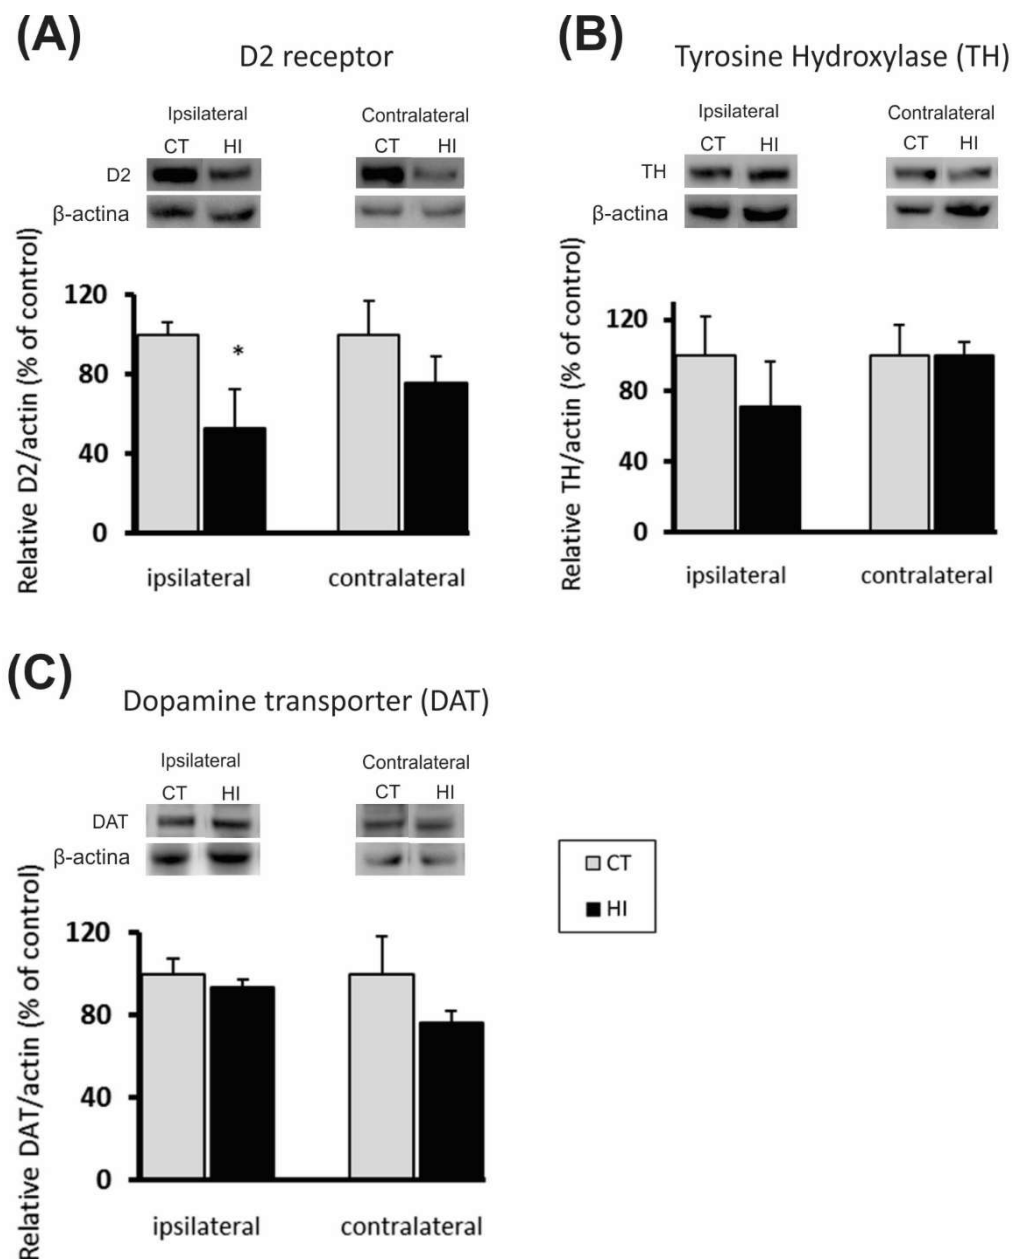 (A)
D2 receptor
Ipsilateral
Contralateral
CT HI
CT HI
D2
β-actina
Relative D2/actin (% of control)
120
80
*
40
0
ipsilateral
contralateral
(B)
Tyrosine Hydroxylase (TH)
Ipsilateral
Contralateral
CT HI
CT HI
TH
β-actina
Relative TH/actin (% of control)
120
80
40
0
ipsilateral
contralateral
(C)
Dopamine transporter (DAT)
Ipsilateral
Contralateral
CT HI
CT HI
DAT
β-actina
Relative DAT/actin (% of control)
120
80
40
0
ipsilateral
contralateral
CT
HI